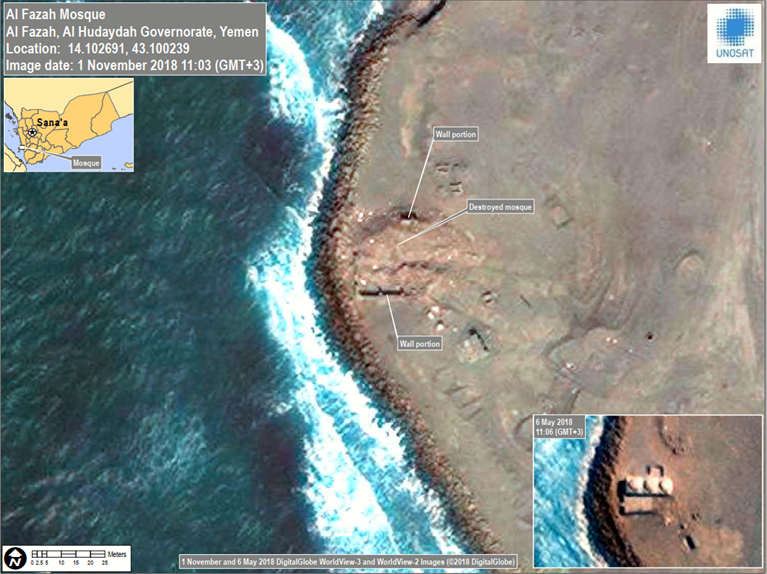 Al Fazah Mosque
Al Fazah, Al Hudaydah Governorate, Yemen
Location: 14.102691, 43.100239
Image date: 1 November 2018 11:03 (GMT+3)
UNOSAT
Sana'a
Mosque
Wall portion
Destroyed mosque
Wall portion
6 May 2018
11:06 (GMT+3)
N
Meters
0 2.5 5 10 15 20 25
1 November and 6 May 2018 DigitalGlobe WorldView-3 and WorldView-2 Images (©2018 DigitalGlobe)